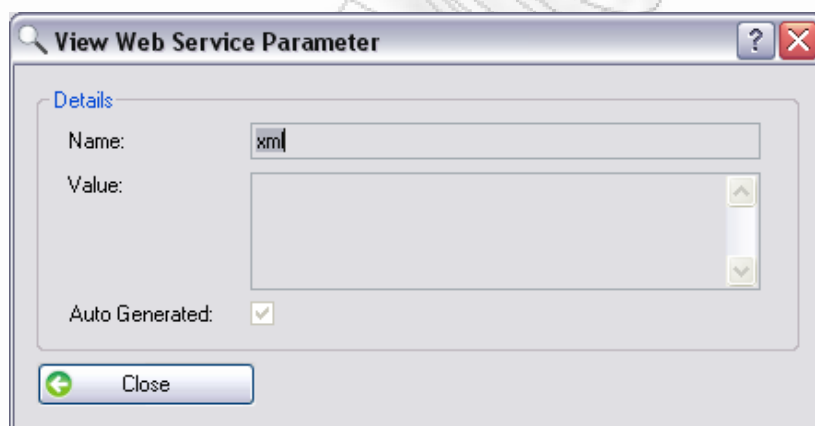 View Web Service Parameter
Details
Name: xml
Value:
Auto Generated:
Close